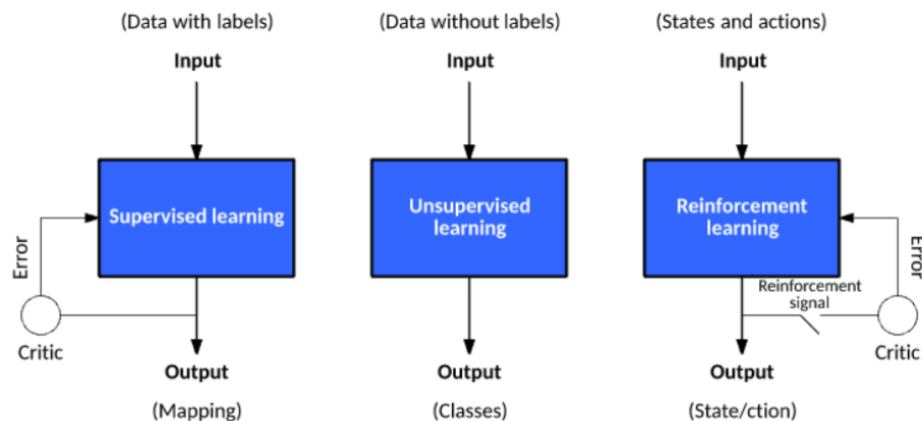 (Data with labels)
Input
Supervised learning
Error
Critic
Output
(Mapping)
(Data without labels)
Input
Unsupervised
learning
Output
(Classes)
(States and actions)
Input
Reinforcement
learning
Reinforcement
signal
Error
Critic
Output
(State/ction)